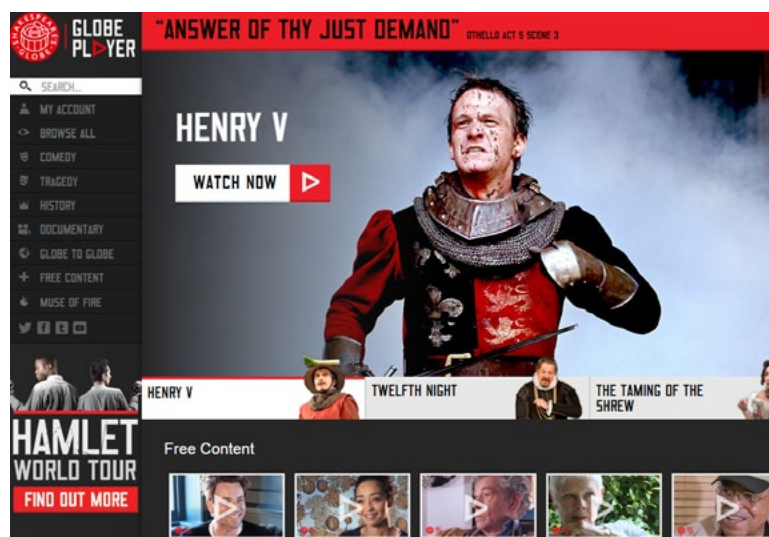 SHAKESPEARE'S GLOBE
GLOBE
PLAYER
"ANSWER OF THY JUST DEMAND" OTHELLO ACT 5 SCENE 3
SEARCH...
MY ACCOUNT
BROWSE ALL
COMEDY
TRAGEDY
HISTORY
DOCUMENTARY
GLOBE TO GLOBE
FREE CONTENT
MUSE OF FIRE
HAMLET
WORLD TOUR
FIND OUT MORE
HENRY V
WATCH NOW
HENRY V
TWELFTH NIGHT
THE TAMING OF THE
SHREW
Free Content